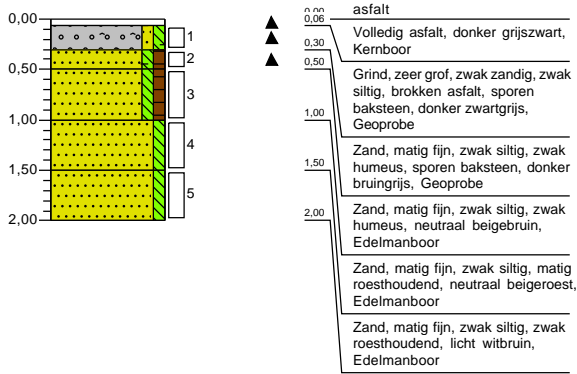 0,00
0,50
1,00
1,50
2,00
1
2
3
4
5
0,00
asfalt
0,06
Volledig asfalt, donker grijszwart,
Kernboor
0,30
Grind, zeer grof, zwak zandig, zwak
siltig, brokken asfalt, sporen
baksteen, donker zwartgrijs,
Geoprobe
0,50
Zand, matig fijn, zwak siltig, zwak
humeus, sporen baksteen, donker
bruingrijs, Geoprobe
1,00
Zand, matig fijn, zwak siltig, zwak
humeus, neutraal beigebruin,
Edelmanboor
1,50
Zand, matig fijn, zwak siltig, matig
roesthoudend, neutraal beigeroest,
Edelmanboor
2,00
Zand, matig fijn, zwak siltig, zwak
roesthoudend, licht witbruin,
Edelmanboor